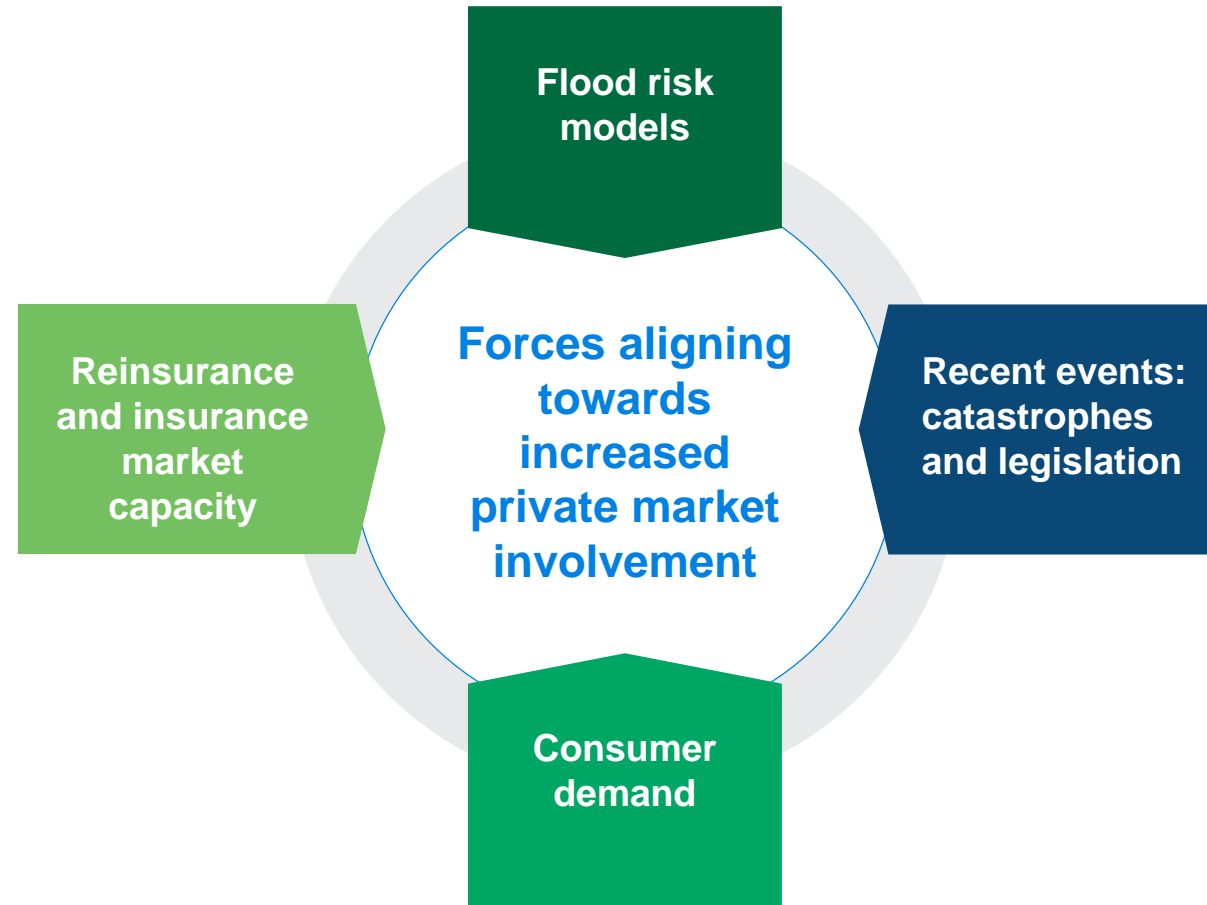 Flood risk
models
Reinsurance
and insurance
market
capacity
Forces aligning
towards
increased
private market
involvement
Recent events:
catastrophes
and legislation
Consumer
demand